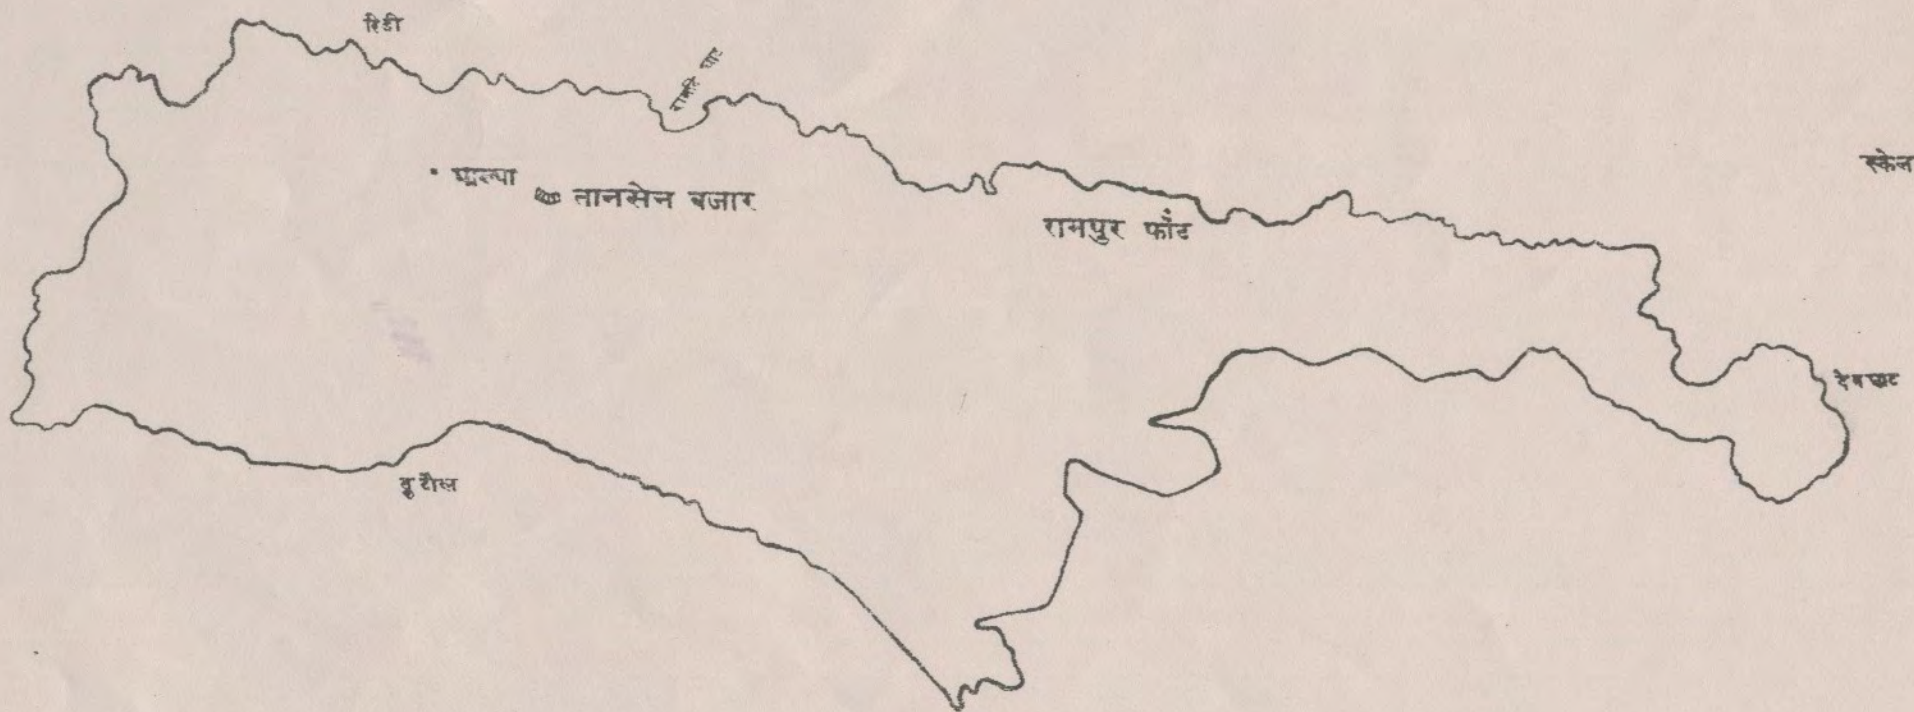 रिडी
स्केल
पाल्पा
तानसेन बजार
रामपुर फाँट
देवघाट
बुटौल